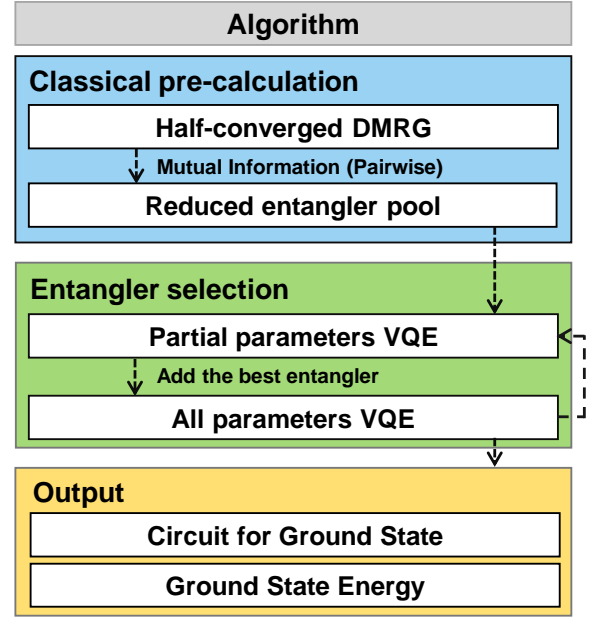 Algorithm
Classical pre-calculation
Half-converged DMRG
Mutual Information (Pairwise)
Reduced entangler pool
Entangler selection
Partial parameters VQE
Add the best entangler
All parameters VQE
Output
Circuit for Ground State
Ground State Energy